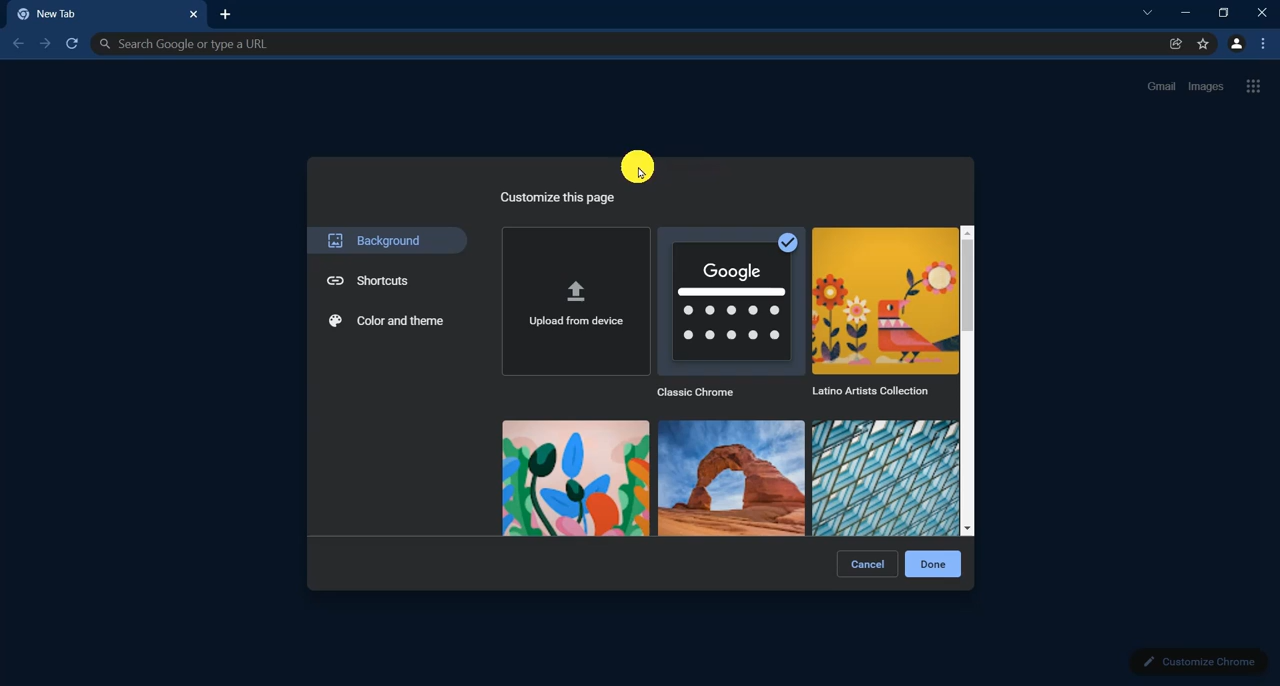 New Tab
Search Google or type a URL
Gmail Images
Customize this page
Background
Shortcuts
Color and theme
Upload from device
Google
Classic Chrome
Latino Artists Collection
Cancel
Done
Customize Chrome